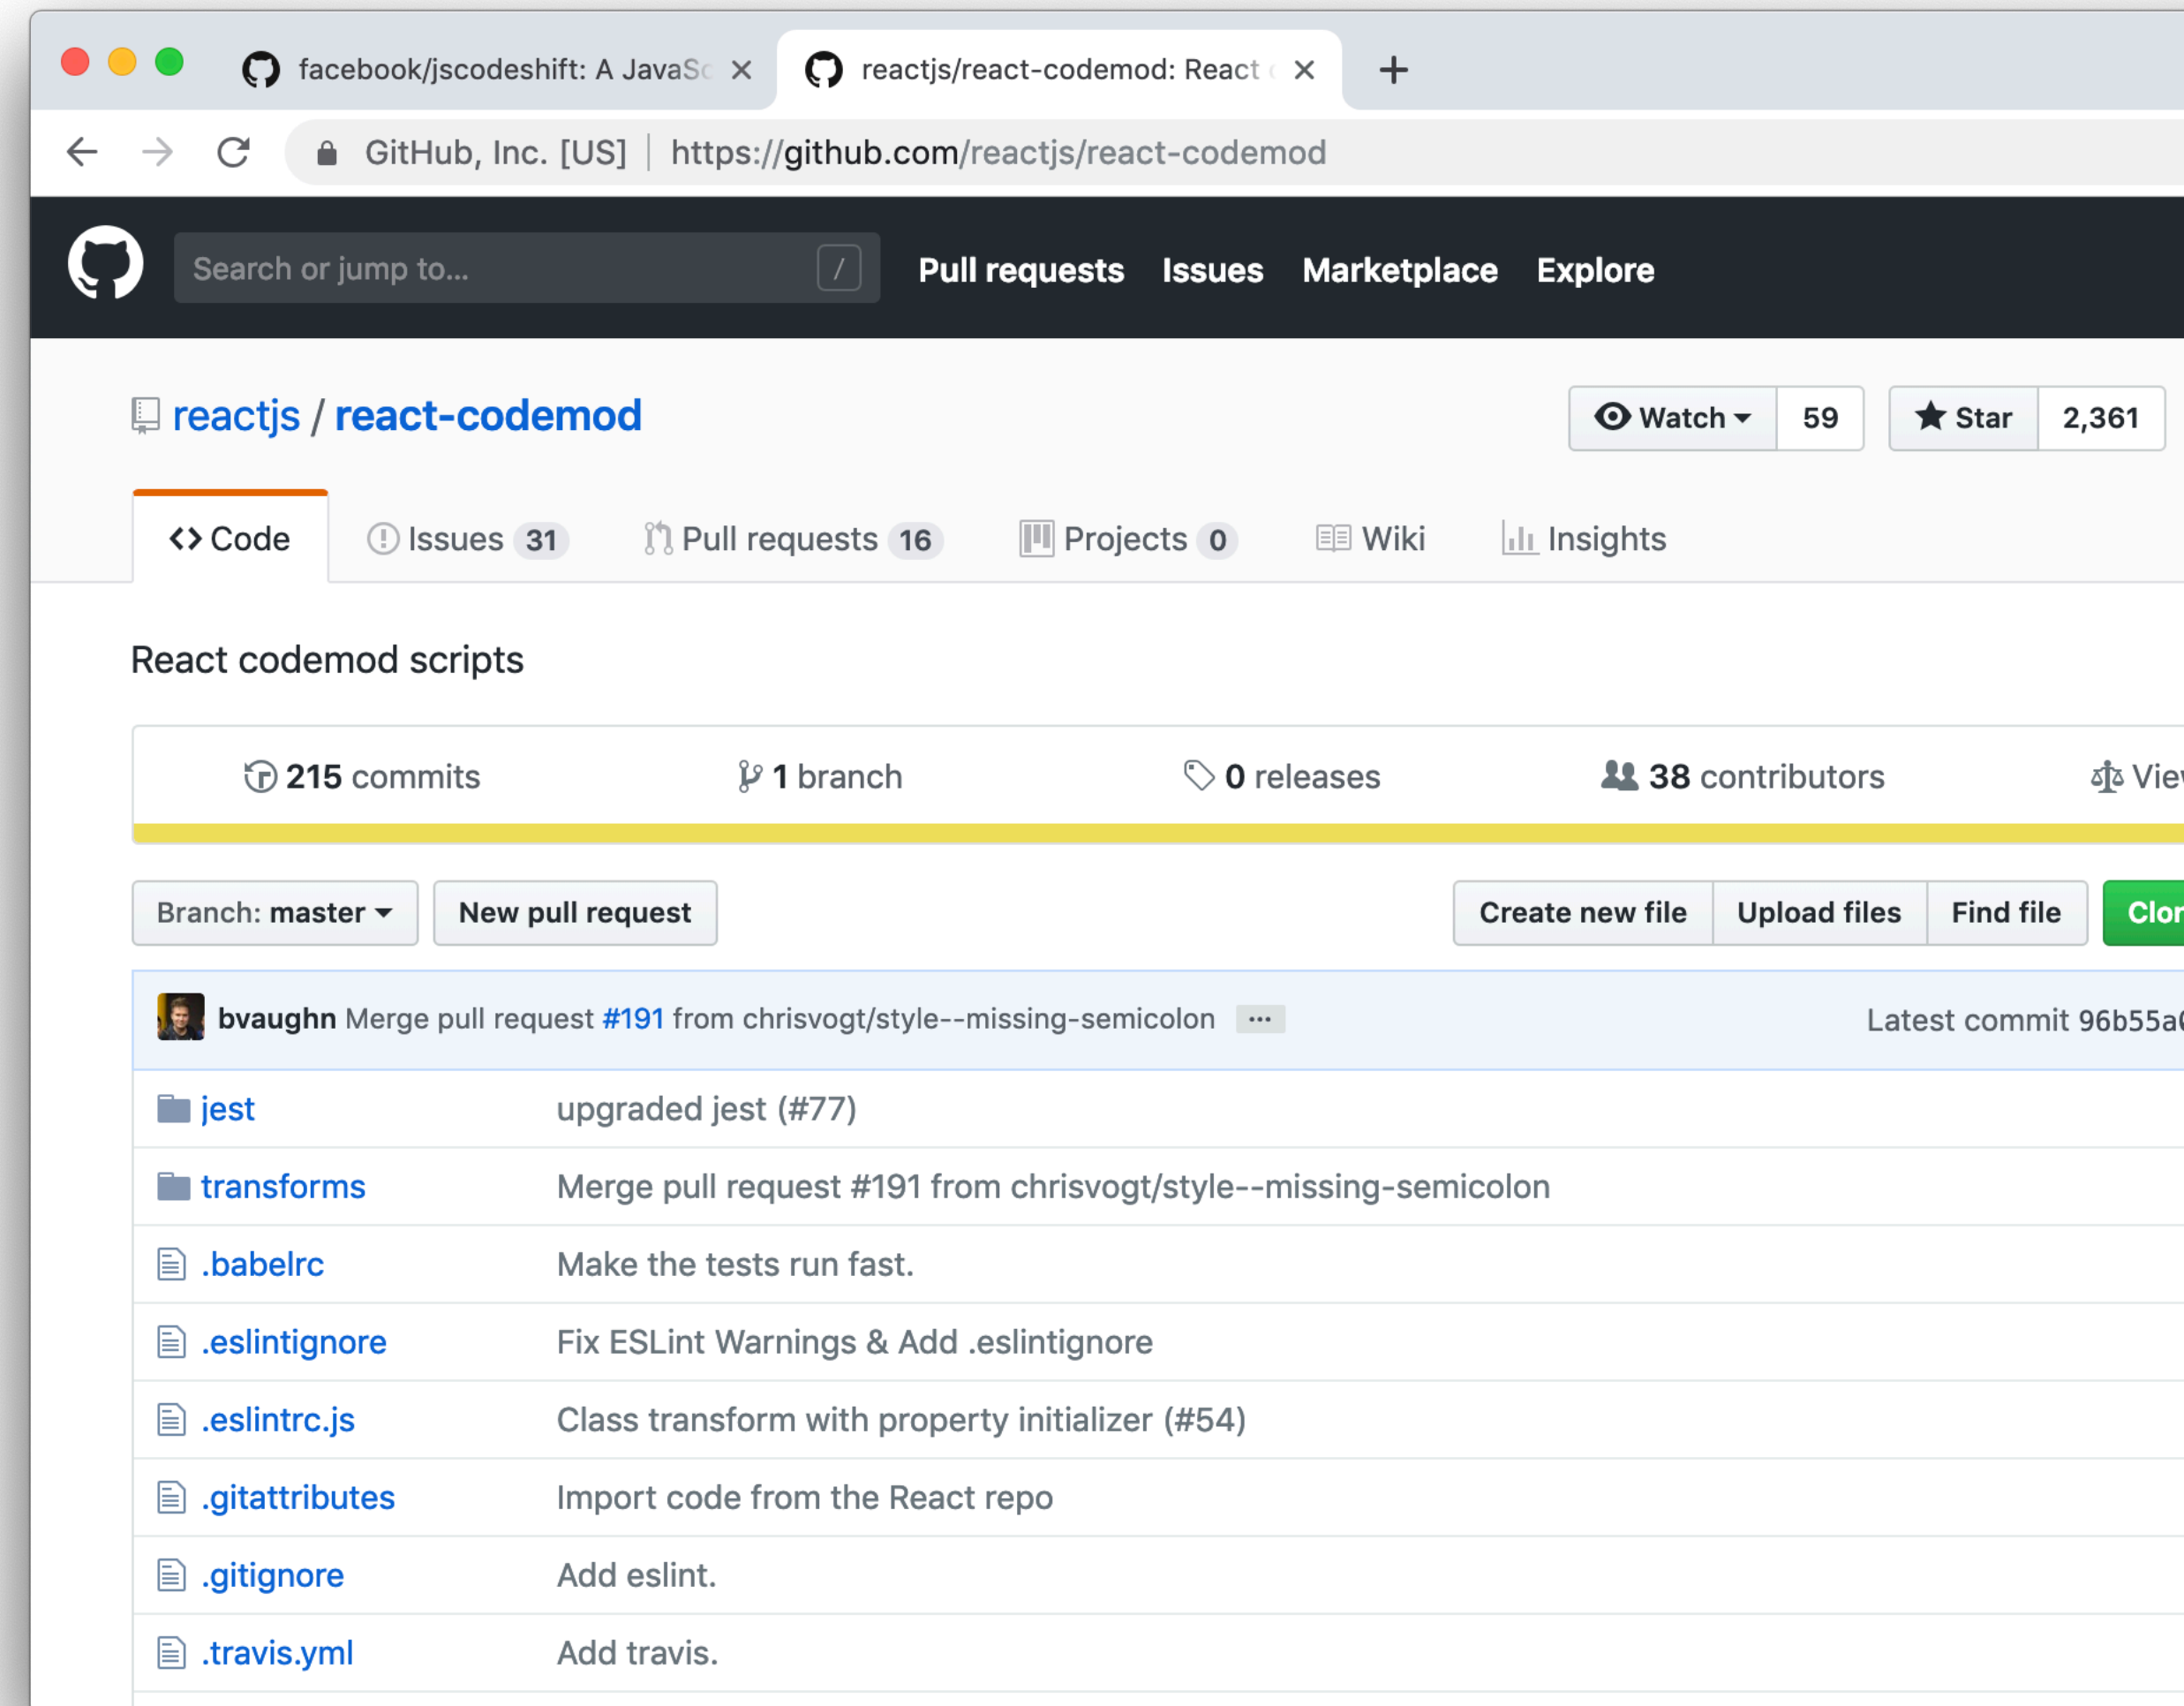 facebook/jscodeshift: A JavaSc
reactjs/react-codemod: React
GitHub, Inc. [US] https://github.com/reactjs/react-codemod
Search or jump to... / Pull requests Issues Marketplace Explore
reactjs / react-codemod Watch 59 Star 2,361
Code Issues 31 Pull requests 16 Projects 0 Wiki Insights
React codemod scripts
215 commits 1 branch 0 releases 38 contributors
Branch: master New pull request Create new file Upload files Find file
bvaughn Merge pull request #191 from chrisvogt/style--missing-semicolon ... Latest commit 96b55a
jest upgraded jest (#77)
transforms Merge pull request #191 from chrisvogt/style--missing-semicolon
.babelrc Make the tests run fast.
.eslintignore Fix ESLint Warnings & Add .eslintignore
.eslintrc.js Class transform with property initializer (#54)
.gitattributes Import code from the React repo
.gitignore Add eslint.
.travis.yml Add travis.